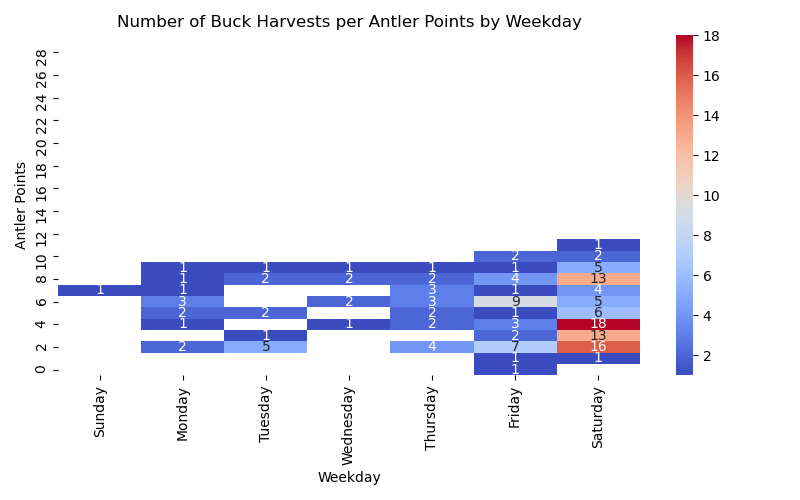 Number of Buck Harvests per Antler Points by Weekday
Antler Points
28
26
24
22
20
18
16
14
12
10
8
6
4
2
0
1
2 2
1 1 1 1 1 5
1 2 2 2 4 13
1 1 3 1 4
3 2 3 9 5
2 2 2 1 6
1 1 2 3 18
1 2 13
2 5 4 7 16
1 1
1
Sunday
Monday
Tuesday
Wednesday
Thursday
Friday
Saturday
Weekday
18
16
14
12
10
8
6
4
2